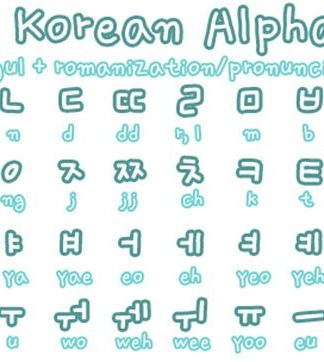 Korean Alpha
gul + romanization/pronunci
ㄴ ㄷ ㄸ ㄹ ㅁ ㅂ
n d dd r,l m b
ㅇ ㅈ ㅉ ㅊ ㅋ ㅌ
ng j jj ch k t
ㅑ ㅒ ㅓ ㅔ ㅕ ㅖ
Ya Yae eo eh Yeo Yeh
ㅜ ㅝ ㅞ ㅟ ㅠ ㅡ
u wo weh wee Yoo eu